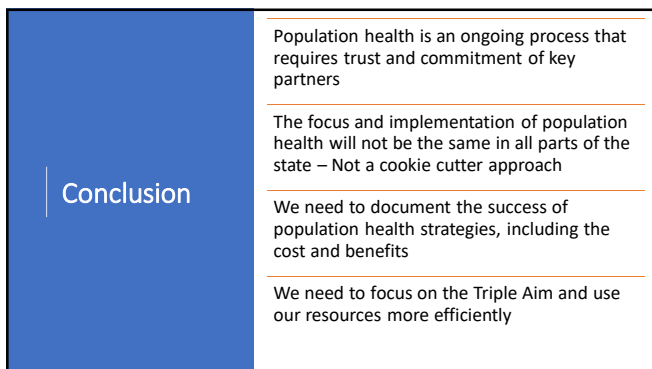 Conclusion
Population health is an ongoing process that
requires trust and commitment of key
partners
The focus and implementation of population
health will not be the same in all parts of the
state – Not a cookie cutter approach
We need to document the success of
population health strategies, including the
cost and benefits
We need to focus on the Triple Aim and use
our resources more efficiently